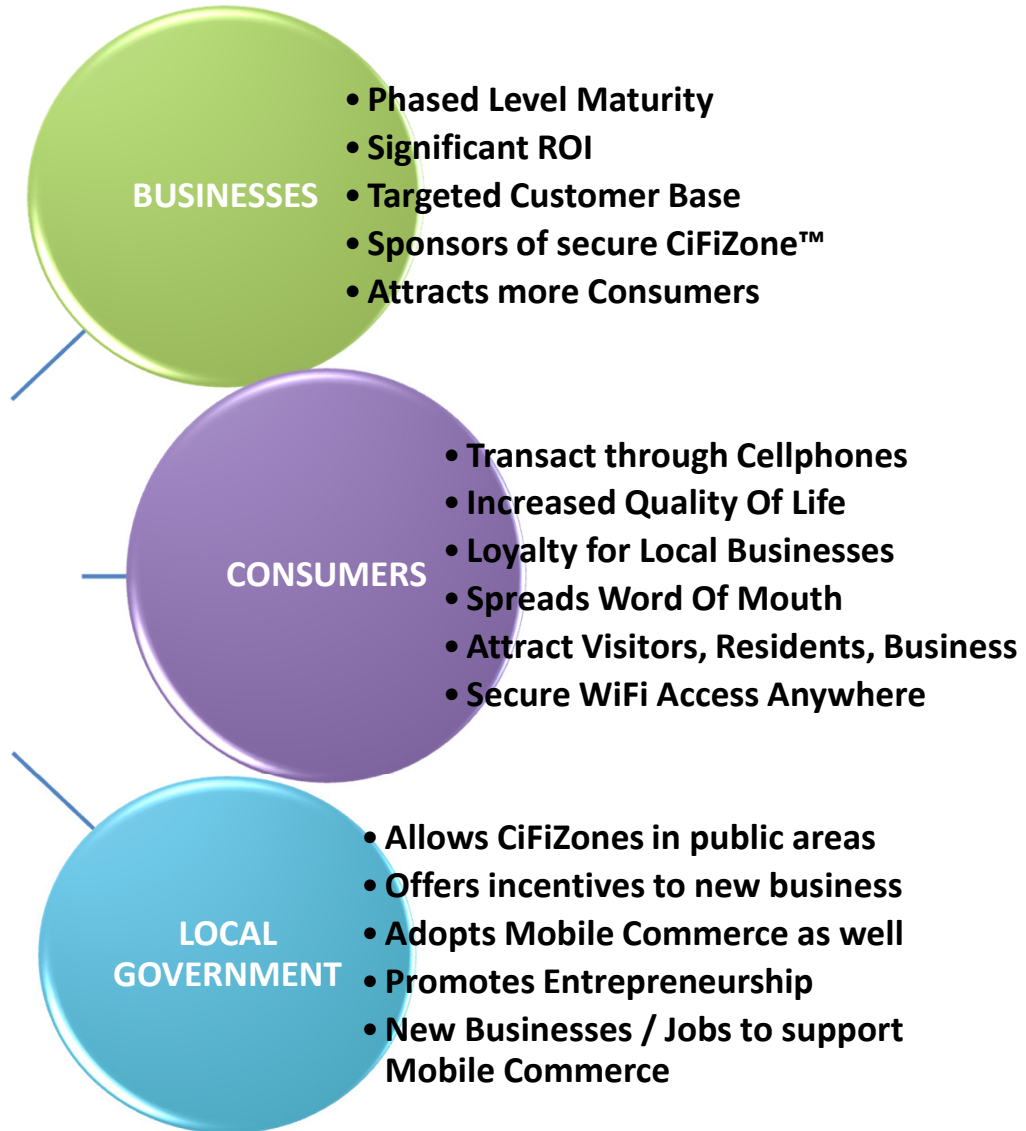 BUSINESSES
• Phased Level Maturity
• Significant ROI
• Targeted Customer Base
• Sponsors of secure CiFiZone™
• Attracts more Consumers
CONSUMERS
• Transact through Cellphones
• Increased Quality Of Life
• Loyalty for Local Businesses
• Spreads Word Of Mouth
• Attract Visitors, Residents, Business
• Secure WiFi Access Anywhere
LOCAL
GOVERNMENT
• Allows CiFiZones in public areas
• Offers incentives to new business
• Adopts Mobile Commerce as well
• Promotes Entrepreneurship
• New Businesses / Jobs to support
Mobile Commerce